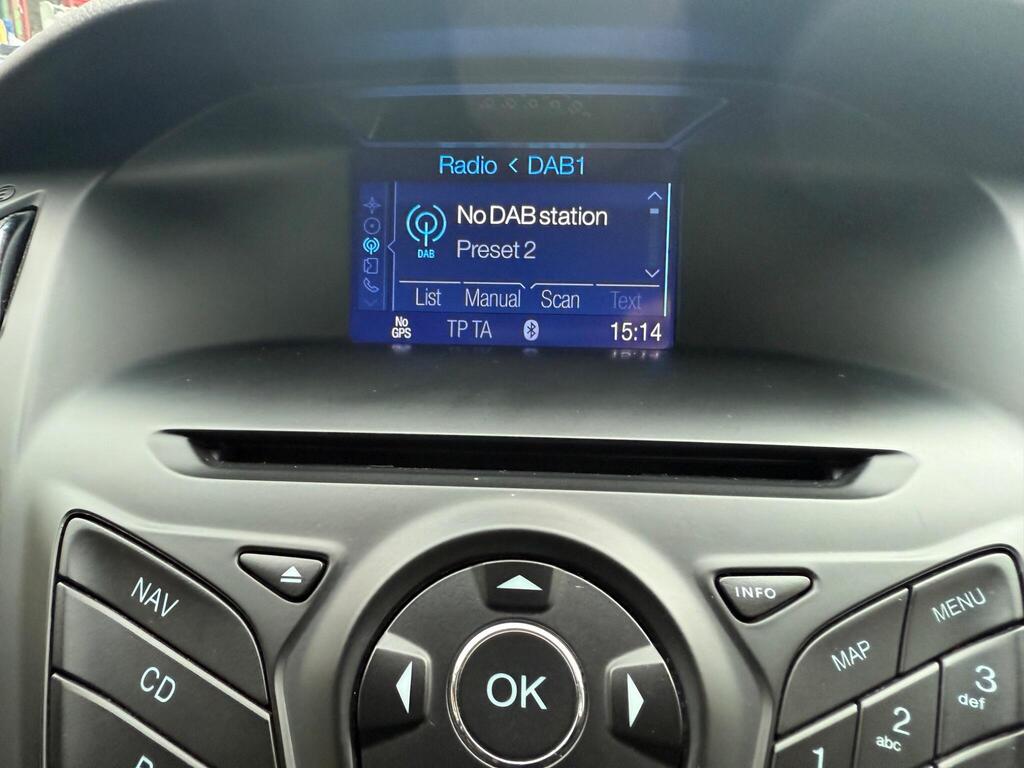 Radio < DAB1
No DAB station
DAB
Preset 2
List Manual Scan Text
No GPS TP TA 15:14
NAV
CD
INFO
MAP
MENU
OK
1
2
abc
3
def